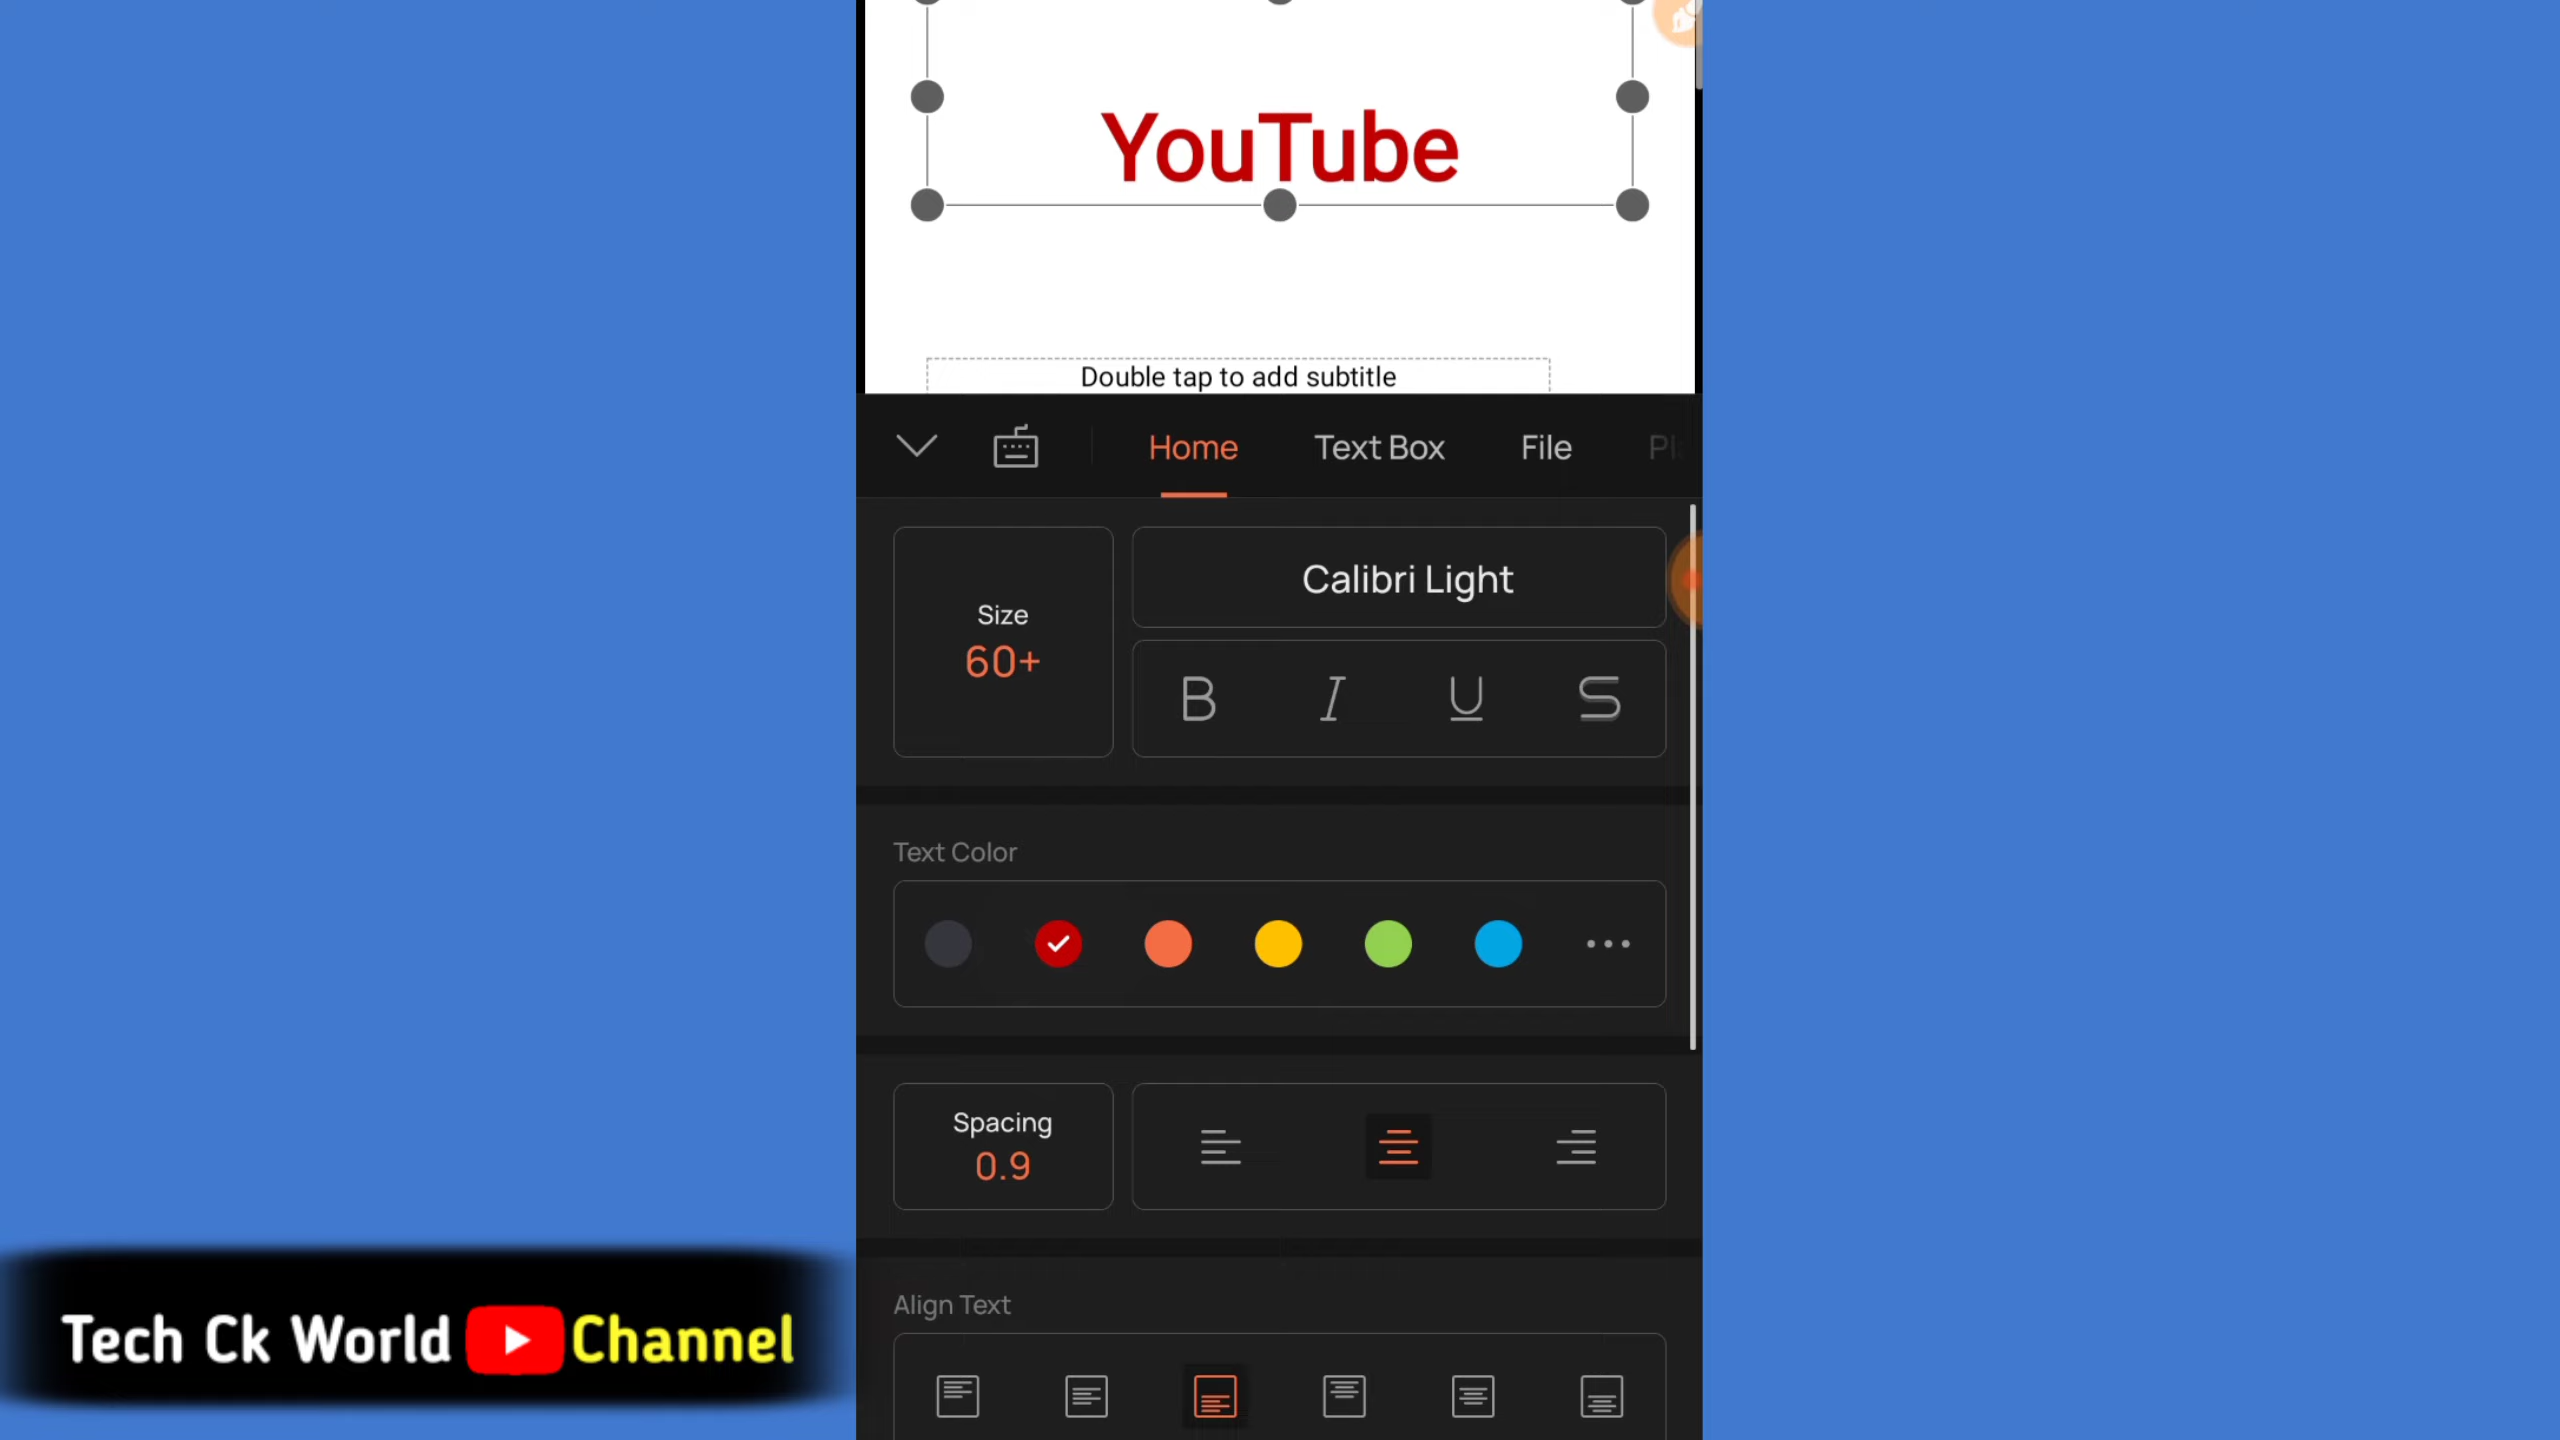 YouTube
Double tap to add subtitle
Home Text Box File
Size
60+
Calibri Light
B I U S
Text Color
Spacing
0.9
Align Text
Tech Ck World Channel